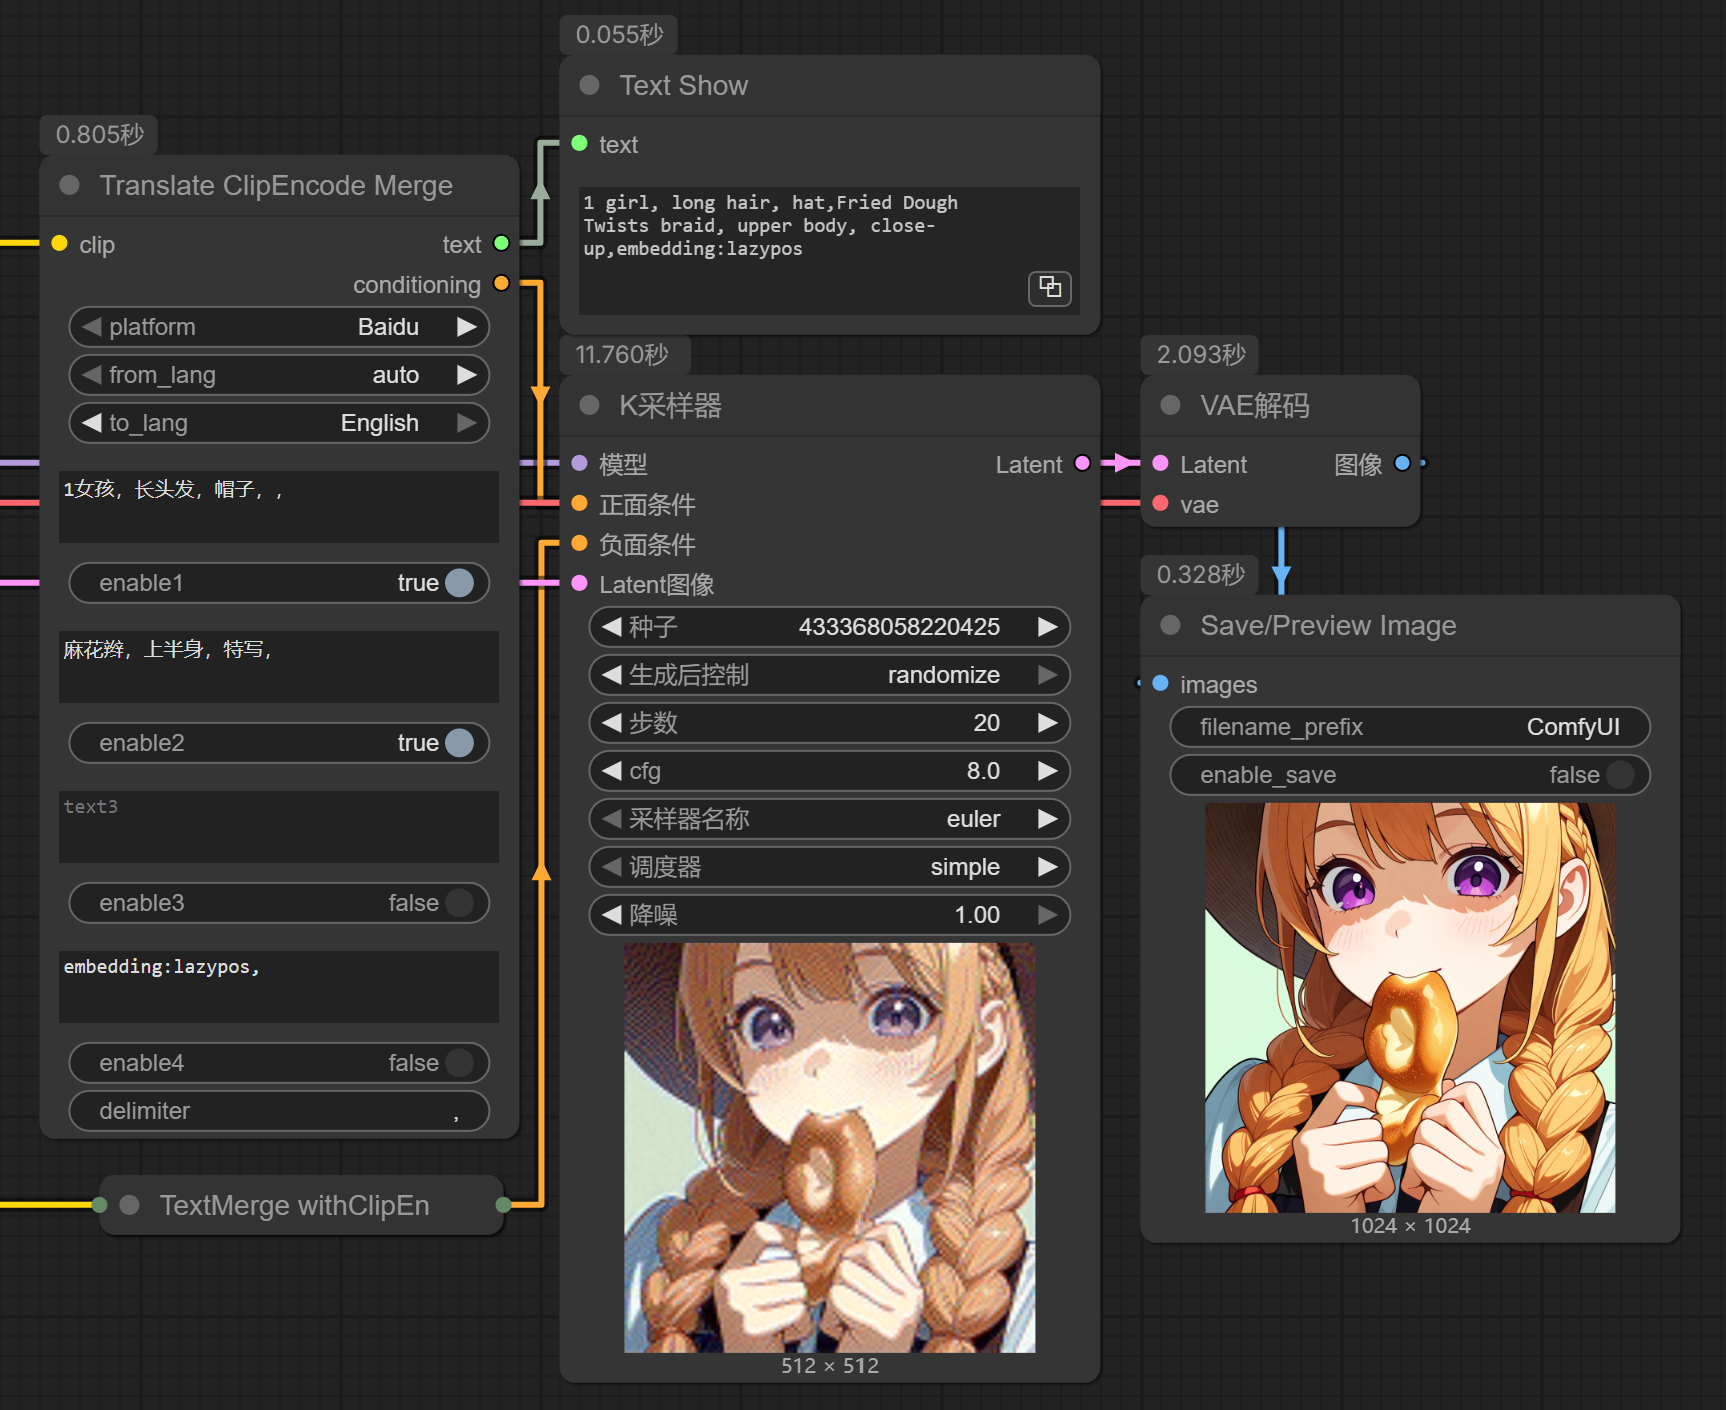 0.805秒
Translate ClipEncode Merge
clip
text
conditioning
platform Baidu
from_lang auto
to_lang English
1女孩，长头发，帽子，,
enable1 true
麻花辫，上半身，特写，
enable2 true
text3
enable3 false
embedding:lazypos,
enable4 false
delimiter ,
TextMerge withClipEn
0.055秒
Text Show
text
1 girl, long hair, hat,Fried Dough
Twists braid, upper body, close-
up,embedding:lazypos
11.760秒
K采样器
模型 Latent
正面条件
负面条件
Latent图像
种子 433368058220425
生成后控制 randomize
步数 20
cfg 8.0
采样器名称 euler
调度器 simple
降噪 1.00
512 × 512
2.093秒
VAE解码
Latent 图像
vae
0.328秒
Save/Preview Image
images
filename_prefix ComfyUI
enable_save false
1024 × 1024